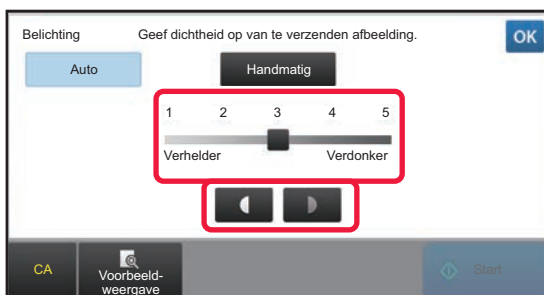 Belichting Geef dichtheid op van te verzenden afbeelding. OK
Auto Handmatig
1 2 3 4 5
Verhelder Verdonker
CA
Voorbeeld-
weergave
Start